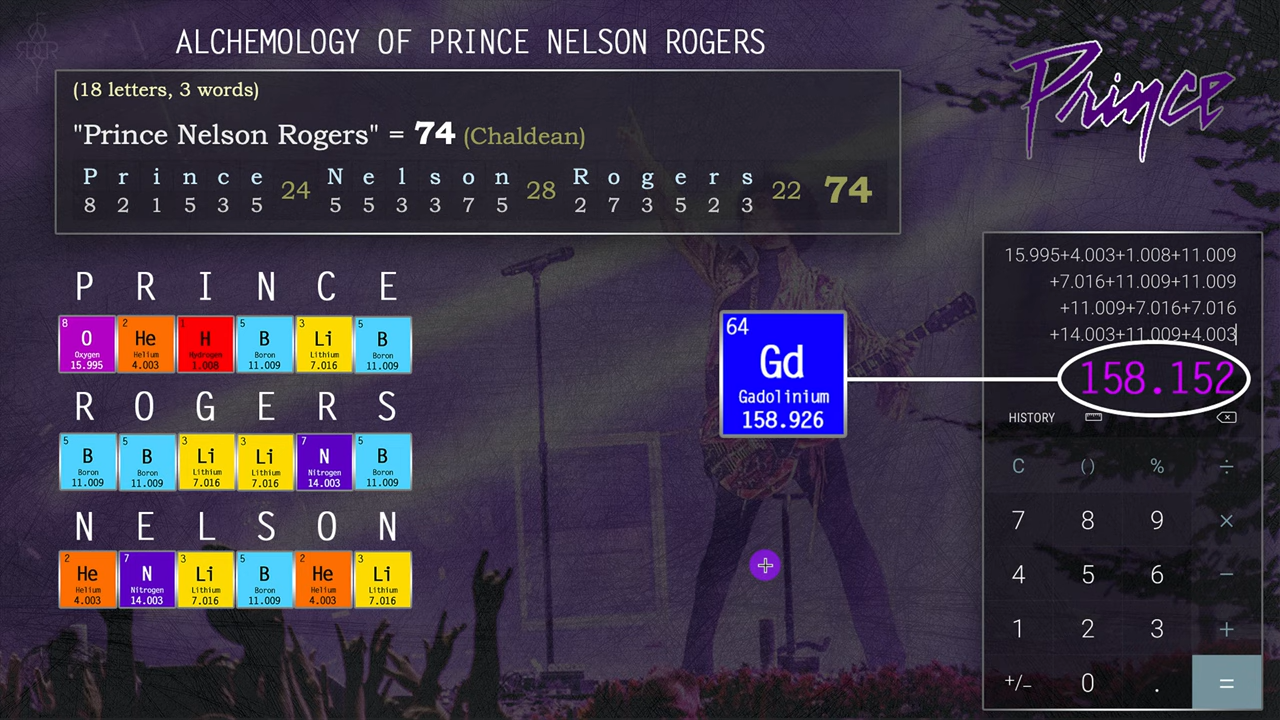 ALCHEMOLOGY OF PRINCE NELSON ROGERS
Prince
(18 letters, 3 words)
"Prince Nelson Rogers" = 74 (Chaldean)
P r i n c e 24 N e l s o n 28 R o g e r s 22 74
8 2 1 5 3 5 5 5 3 3 7 5 2 7 3 5 2 3
P R I N C E
8 2 1 5 3 5
O He H B Li B
Oxygen Helium Hydrogen Boron Lithium Boron
15.995 4.003 1.008 11.009 7.016 11.009
R O G E R S
5 5 3 3 7 5
B B Li Li N B
Boron Boron Lithium Lithium Nitrogen Boron
11.009 11.009 7.016 7.016 14.003 11.009
N E L S O N
2 7 3 5 2 3
He N Li B He Li
Helium Nitrogen Lithium Boron Helium Lithium
4.003 14.003 7.016 11.009 4.003 7.016
64
Gd
Gadolinium
158.926
15.995+4.003+1.008+11.009
+7.016+11.009+11.009
+11.009+7.016+7.016
+14.003+11.009+4.003
158.152
HISTORY
C () % ÷
7 8 9 ×
4 5 6 −
1 2 3 +
+/− 0 . =